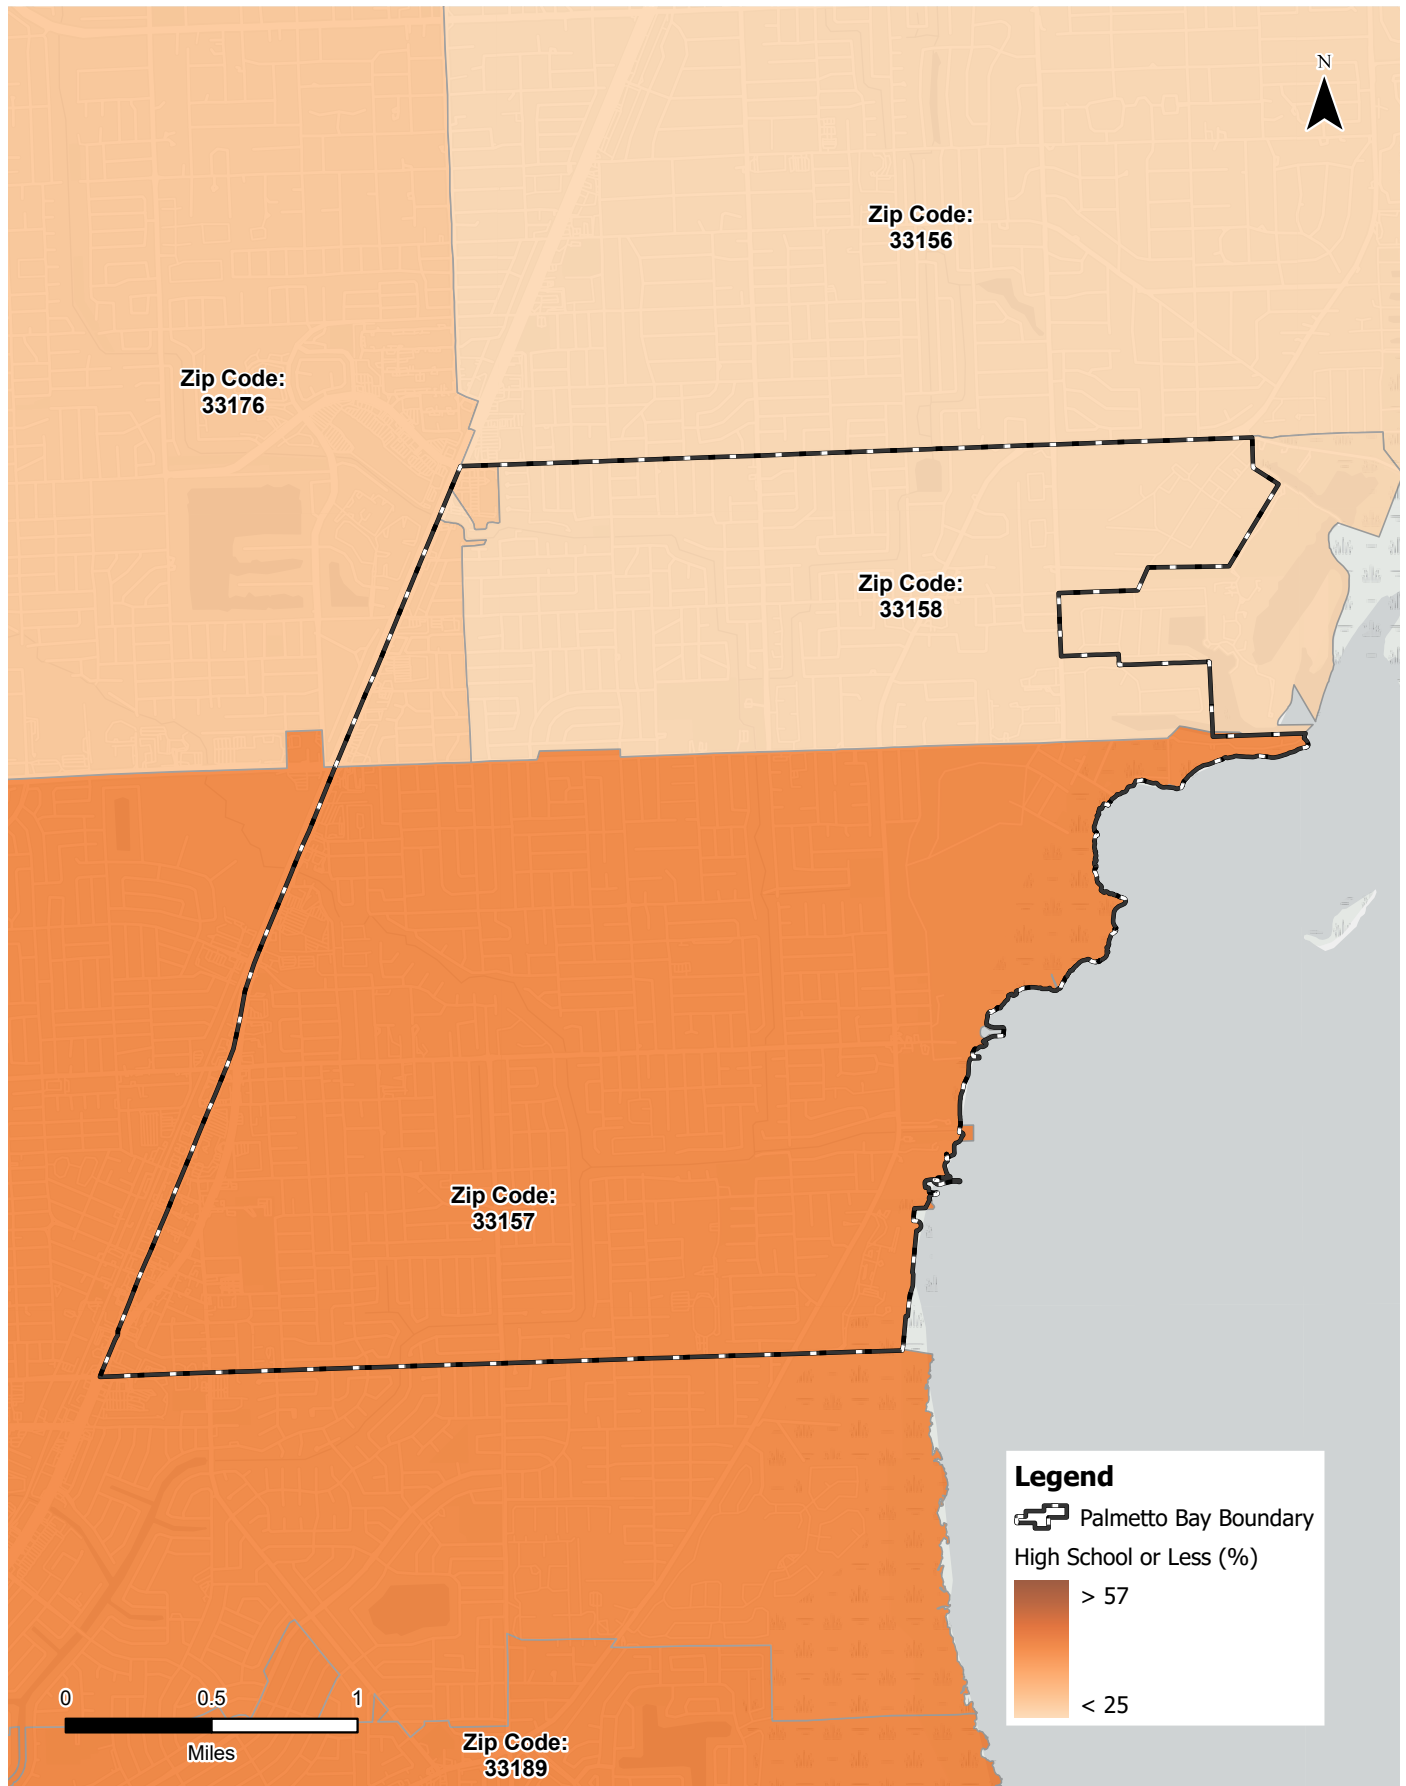 N
Zip Code:
33156
Zip Code:
33176
Zip Code:
33158
Zip Code:
33157
Legend
Palmetto Bay Boundary
High School or Less (%)
> 57
< 25
0 0.5 1
Miles
Zip Code:
33189